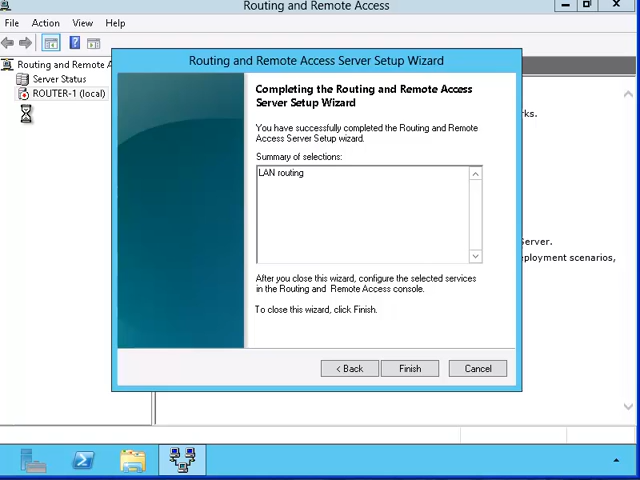 Routing and Remote Access
File Action View Help
Routing and Remote A
Server Status
ROUTER-1 (local)
Routing and Remote Access Server Setup Wizard
Completing the Routing and Remote Access
Server Setup Wizard
You have successfully completed the Routing and Remote
Access Server Setup wizard.
Summary of selections:
LAN routing
After you close this wizard, configure the selected services
in the Routing and Remote Access console.
To close this wizard, click Finish.
< Back Finish Cancel
ks.
Server.
eployment scenarios,